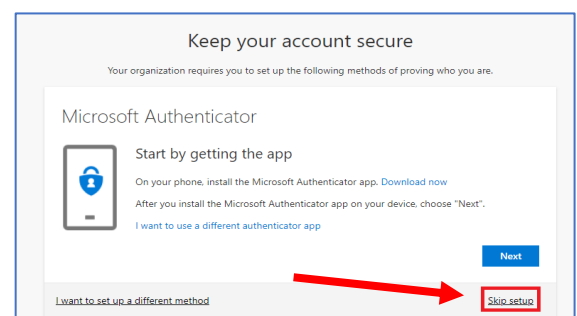 Keep your account secure
Your organization requires you to set up the following methods of proving who you are.
Microsoft Authenticator
Start by getting the app
On your phone, install the Microsoft Authenticator app. Download now
After you install the Microsoft Authenticator app on your device, choose "Next".
I want to use a different authenticator app
Next
I want to set up a different method
Skip setup